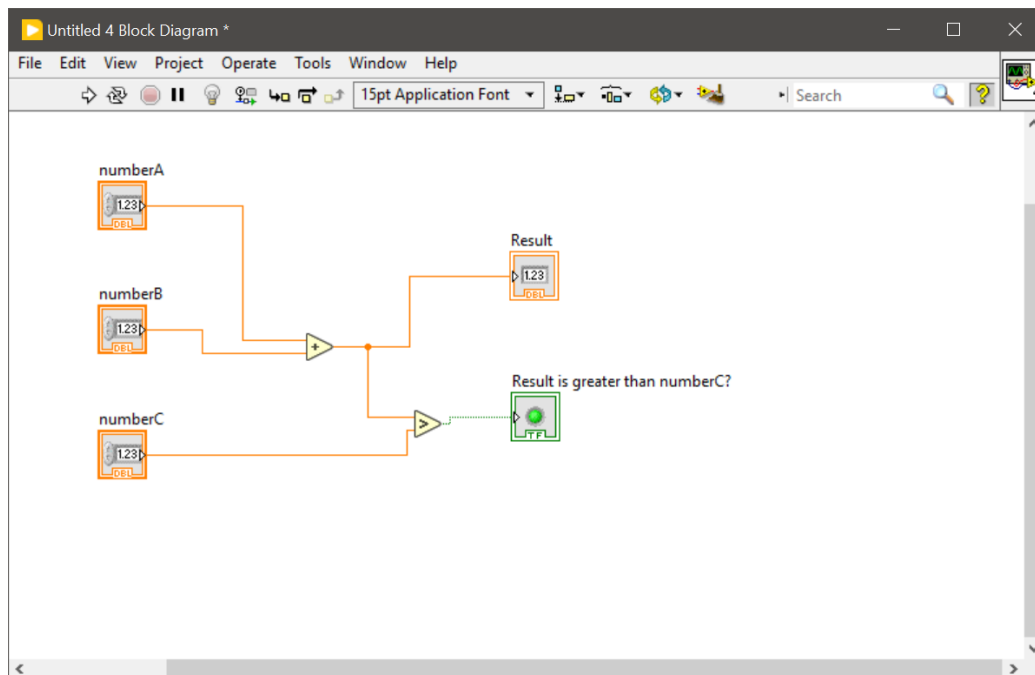 Untitled 4 Block Diagram *
File Edit View Project Operate Tools Window Help
15pt Application Font Search
numberA
1.23
DBL
Result
1.23
DBL
numberB
1.23
DBL
+
Result is greater than numberC?
TF
numberC
>
1.23
DBL